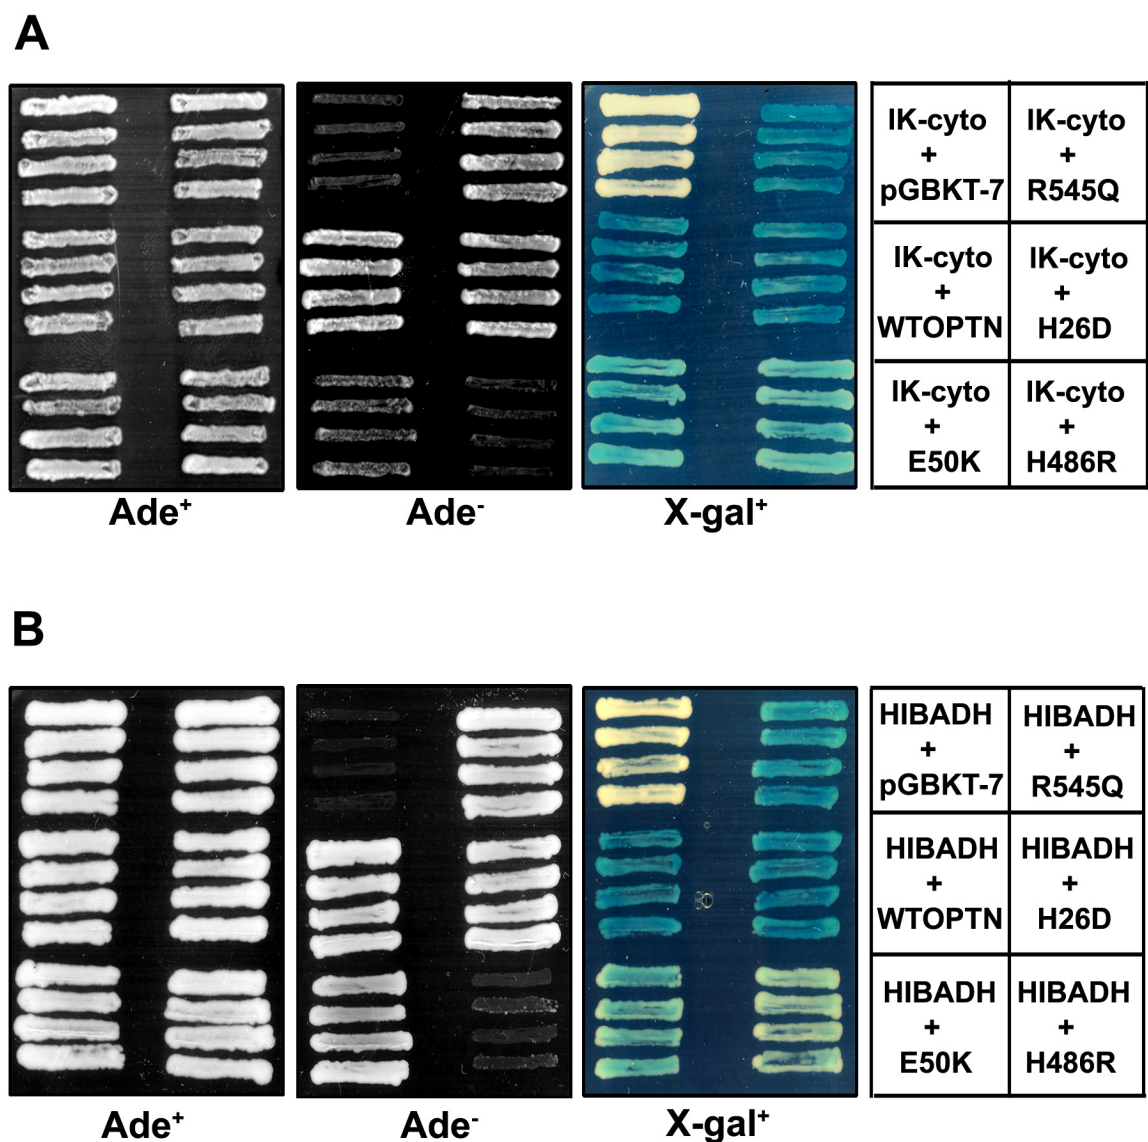 A
IK-cyto
+
pGBKT-7
IK-cyto
+
R545Q
IK-cyto
+
WTOPTN
IK-cyto
+
H26D
IK-cyto
+
E50K
IK-cyto
+
H486R
Ade⁺
Ade⁻
X-gal⁺
B
HIBADH
+
pGBKT-7
HIBADH
+
R545Q
HIBADH
+
WTOPTN
HIBADH
+
H26D
HIBADH
+
E50K
HIBADH
+
H486R
Ade⁺
Ade⁻
X-gal⁺